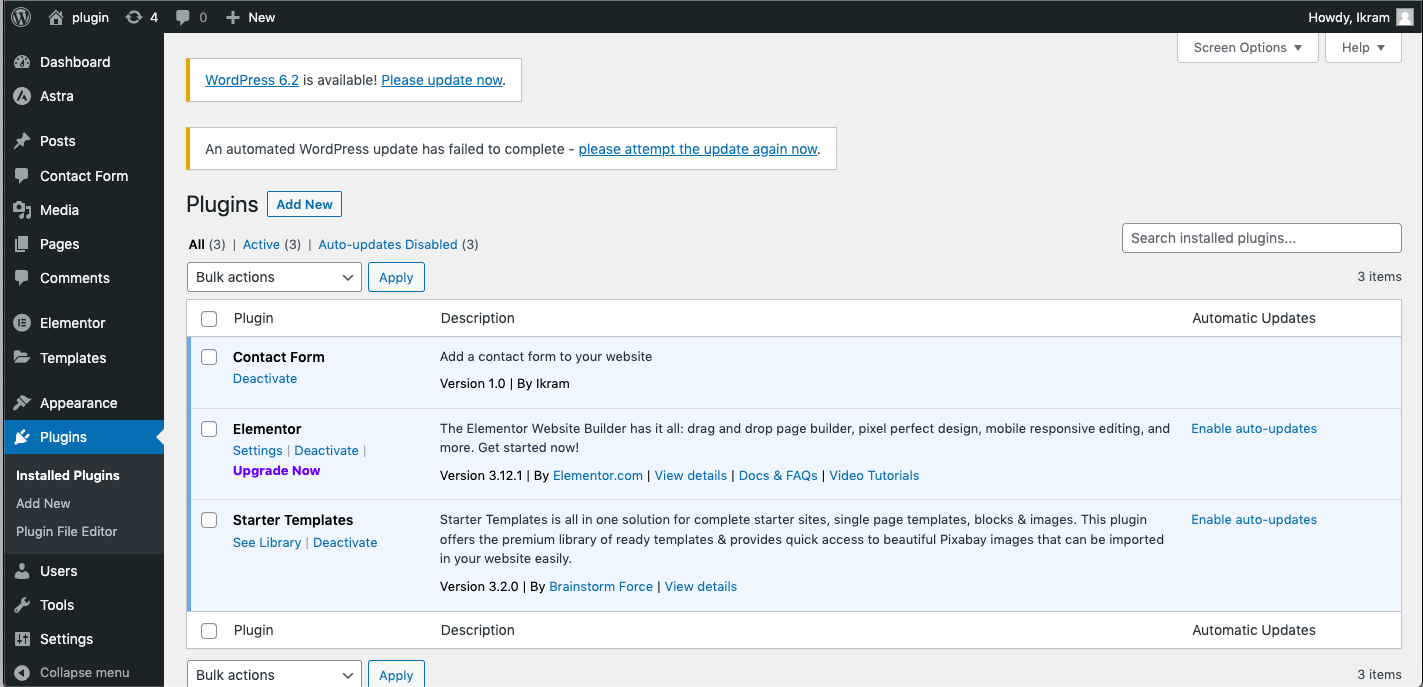 plugin 4 0 New Howdy, Ikram
Screen Options Help
Dashboard
Astra
Posts
Contact Form
Media
Pages
Comments
Elementor
Templates
Appearance
Plugins
Installed Plugins
Add New
Plugin File Editor
Users
Tools
Settings
Collapse menu
WordPress 6.2 is available! Please update now.
An automated WordPress update has failed to complete - please attempt the update again now.
Plugins Add New
All (3) | Active (3) | Auto-updates Disabled (3)
Search installed plugins...
Bulk actions Apply
3 items
Plugin Description Automatic Updates
Contact Form
Deactivate
Add a contact form to your website
Version 1.0 | By Ikram
Elementor
Settings | Deactivate |
Upgrade Now
The Elementor Website Builder has it all: drag and drop page builder, pixel perfect design, mobile responsive editing, and
more. Get started now!
Version 3.12.1 | By Elementor.com | View details | Docs & FAQs | Video Tutorials
Enable auto-updates
Starter Templates
See Library | Deactivate
Starter Templates is all in one solution for complete starter sites, single page templates, blocks & images. This plugin
offers the premium library of ready templates & provides quick access to beautiful Pixabay images that can be imported
in your website easily.
Version 3.2.0 | By Brainstorm Force | View details
Enable auto-updates
Plugin Description Automatic Updates
Bulk actions Apply
3 items